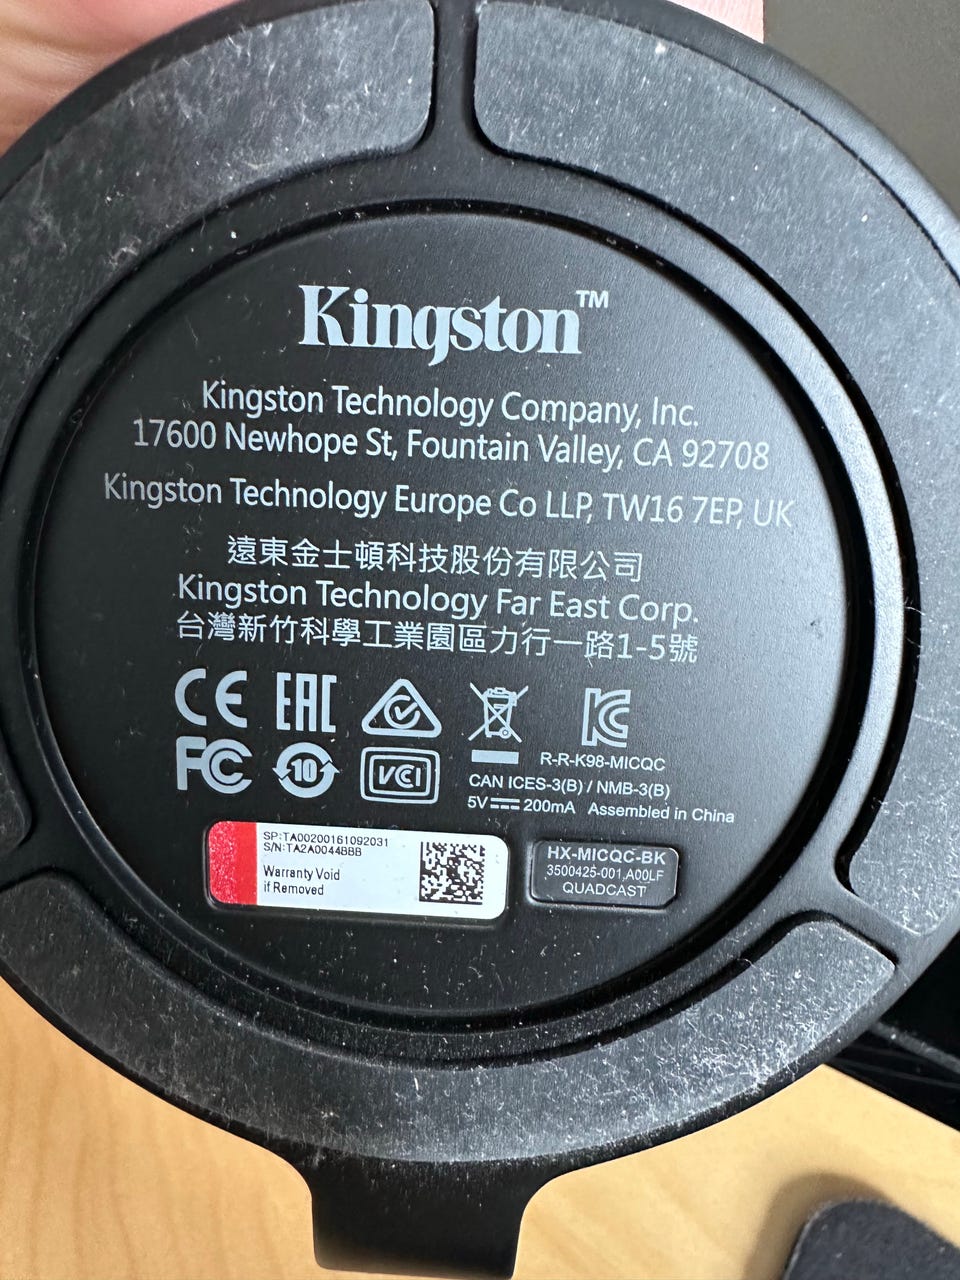 Kingston™
Kingston Technology Company, Inc.
17600 Newhope St, Fountain Valley, CA 92708
Kingston Technology Europe Co LLP, TW16 7EP, UK
遠東金士頓科技股份有限公司
Kingston Technology Far East Corp.
台灣新竹科學工業園區力行一路1-5號
CE EAC KC
R-R-K98-MICQC
FC 10 VCI
CAN ICES-3(B) / NMB-3(B)
5V⎓200mA Assembled in China
SP:TA00200161092031
S/N:TA2A0044BBB
Warranty Void
if Removed
HX-MICQC-BK
3500425-001,A00LF
QUADCAST